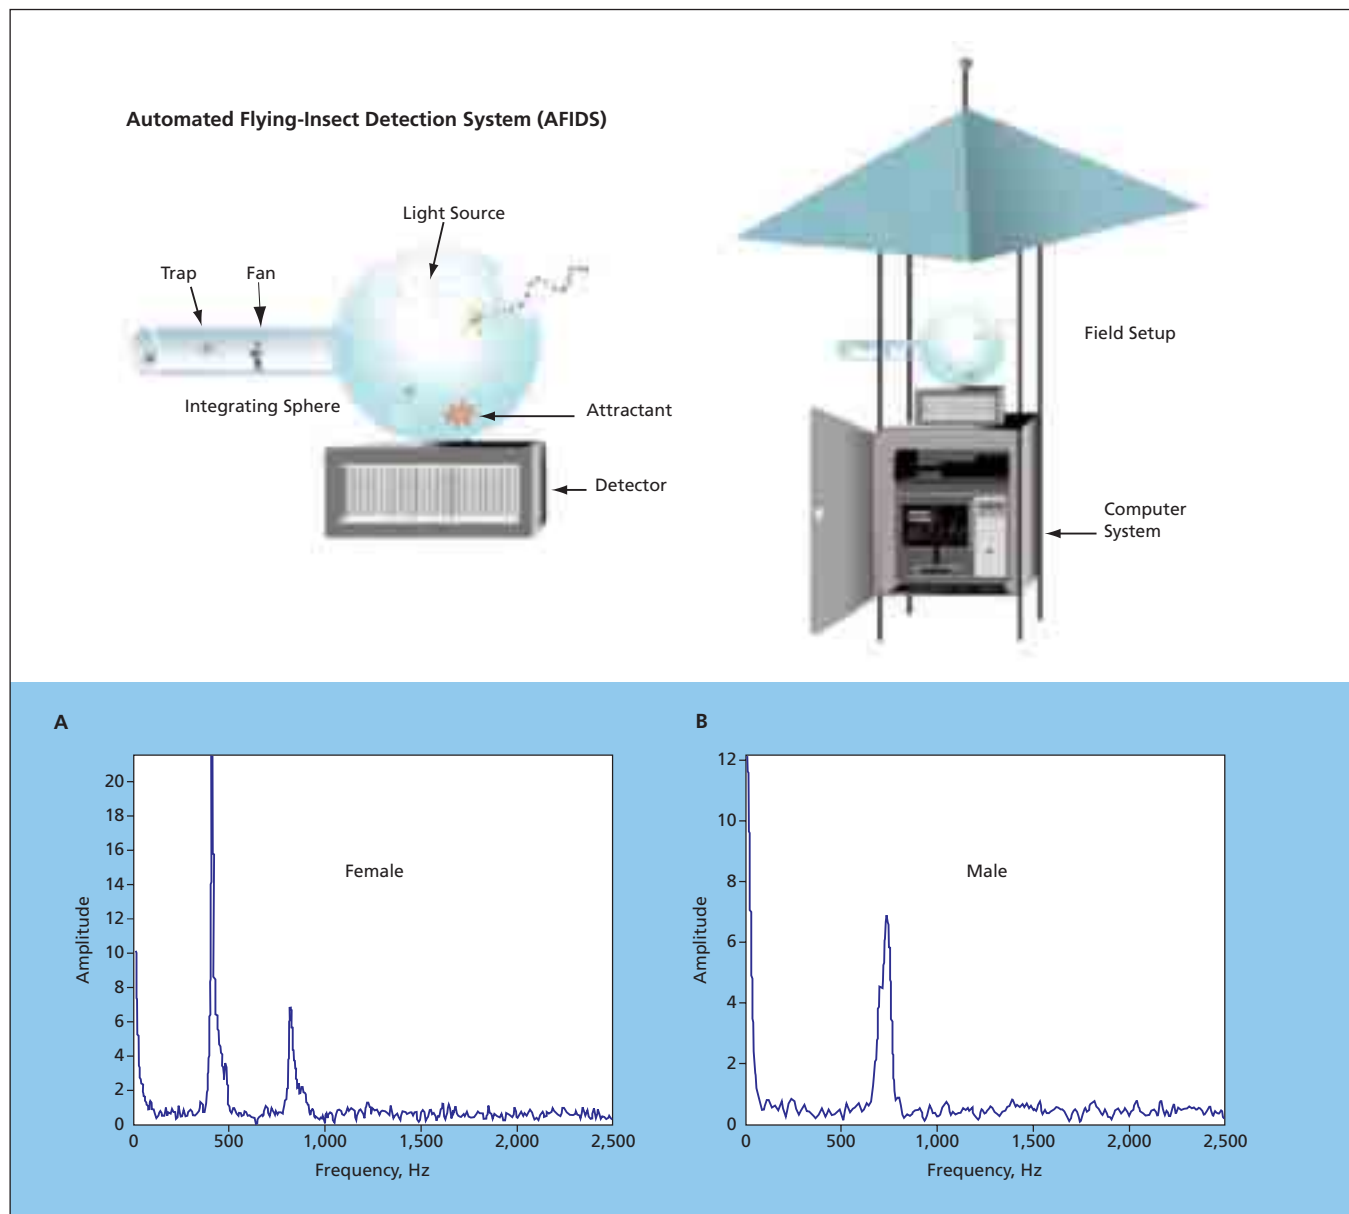 Automated Flying-Insect Detection System (AFIDS)
Light Source
Trap
Fan
Integrating Sphere
Attractant
Detector
Field Setup
Computer
System
A
20
18
16
14
12
10
8
6
4
2
0
Amplitude
Female
0
500
1,000
1,500
2,000
2,500
Frequency, Hz
B
12
10
8
6
4
2
0
Amplitude
Male
0
500
1,000
1,500
2,000
2,500
Frequency, Hz